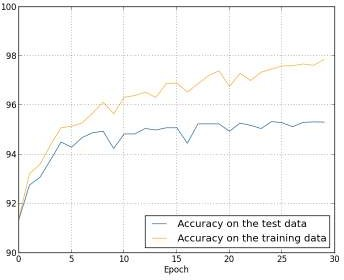 100
98
96
94
92
90
0 5 10 15 20 25 30
Epoch
Accuracy on the test data
Accuracy on the training data